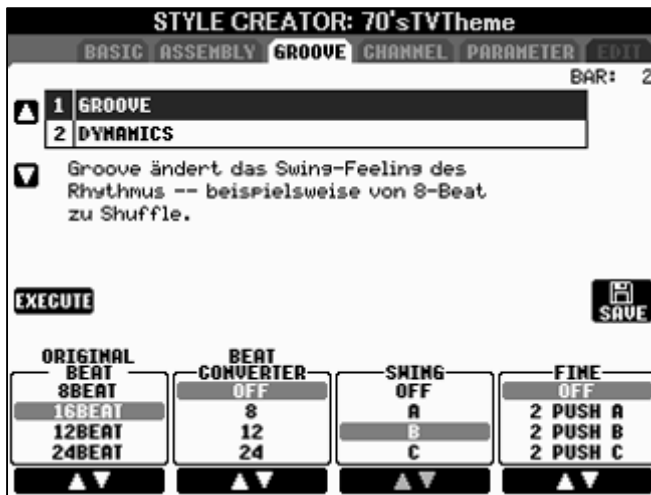 STYLE CREATOR: 70'sTVTheme
BASIC ASSEMBLY GROOVE CHANNEL PARAMETER EDIT
BAR: 2
1 GROOVE
2 DYNAMICS
Groove ändert das Swing-Feeling des
Rhythmus -- beispielsweise von 8-Beat
zu Shuffle.
EXECUTE
SAVE
ORIGINAL
BEAT
8BEAT
16BEAT
12BEAT
24BEAT
BEAT
CONVERTER
OFF
8
12
24
SWING
OFF
A
B
C
FINE
OFF
2 PUSH A
2 PUSH B
2 PUSH C